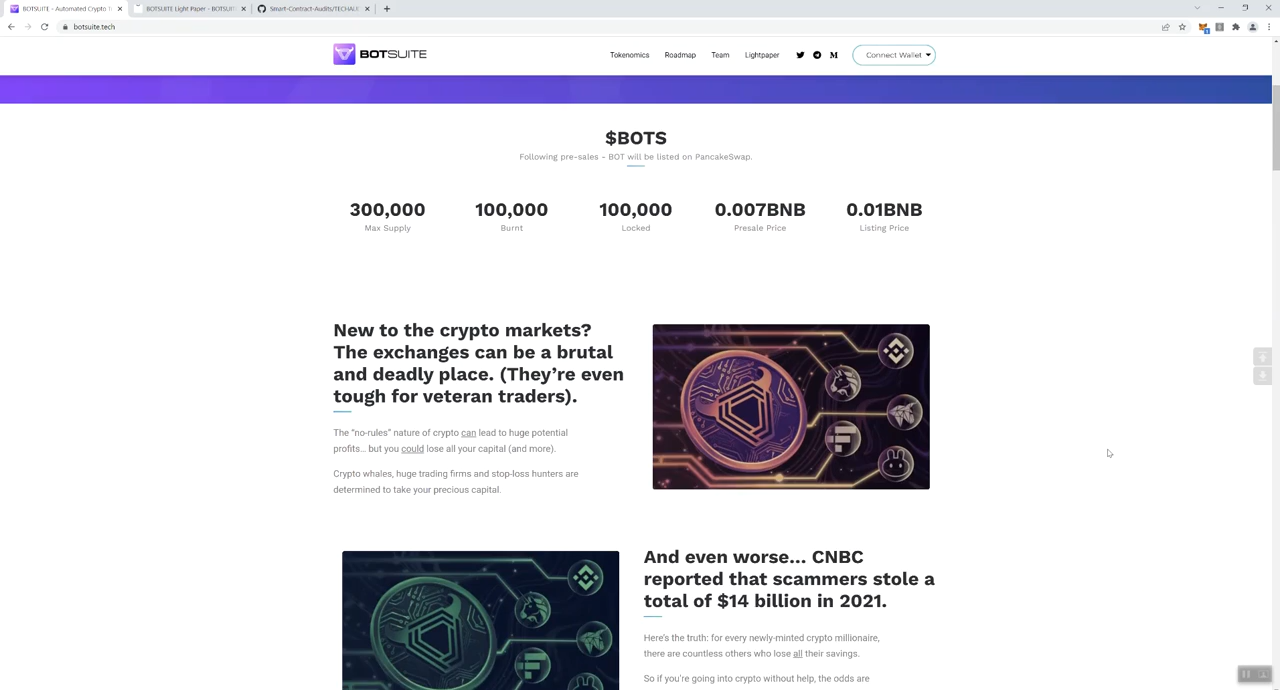 BOTSUITE - Automated Crypto T
BOTSUITE Light Paper - BOTSUIT
Smart-Contract-Audits/TECHAL
botsuite.tech
BOTSUITE
Tokenomics
Roadmap
Team
Lightpaper
Connect Wallet
$BOTS
Following pre-sales - BOT will be listed on PancakeSwap.
300,000
100,000
100,000
0.007BNB
0.01BNB
Max Supply
Burnt
Locked
Presale Price
Listing Price
New to the crypto markets?
The exchanges can be a brutal
and deadly place. (They're even
tough for veteran traders).
The “no-rules” nature of crypto can lead to huge potential
profits… but you could lose all your capital (and more).
Crypto whales, huge trading firms and stop-loss hunters are
determined to take your precious capital.
And even worse… CNBC
reported that scammers stole a
total of $14 billion in 2021.
Here's the truth: for every newly-minted crypto millionaire,
there are countless others who lose all their savings.
So if you're going into crypto without help, the odds are